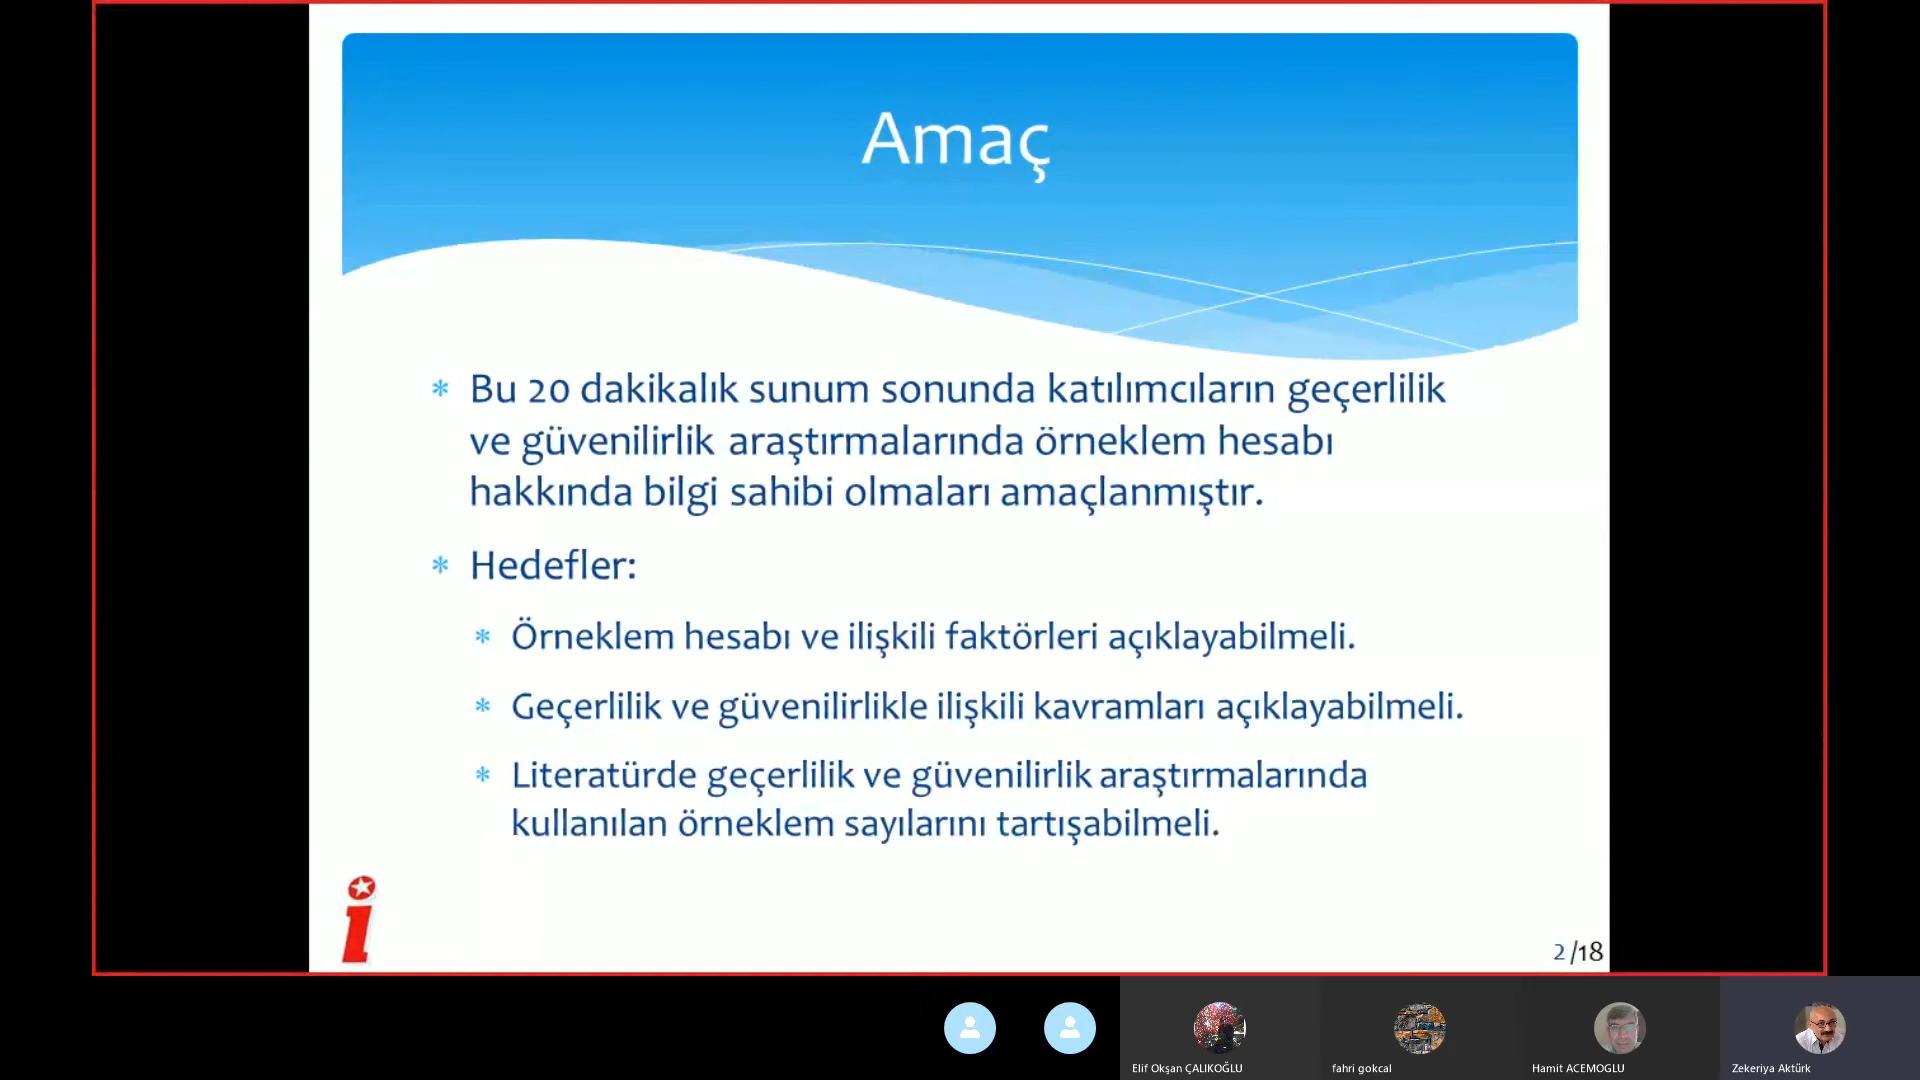 Amaç
* Bu 20 dakikalık sunum sonunda katılımcıların geçerlilik
ve güvenilirlik araştırmalarında örneklem hesabı
hakkında bilgi sahibi olmaları amaçlanmıştır.
* Hedefler:
* Örneklem hesabı ve ilişkili faktörleri açıklayabilmeli.
* Geçerlilik ve güvenilirlikle ilişkili kavramları açıklayabilmeli.
* Literatürde geçerlilik ve güvenilirlik araştırmalarında
kullanılan örneklem sayılarını tartışabilmeli.
i
2 /18
Elif Okşan ÇALIKOĞLU
fahri gokcal
Hamit ACEMOGLU
Zekeriya Aktürk